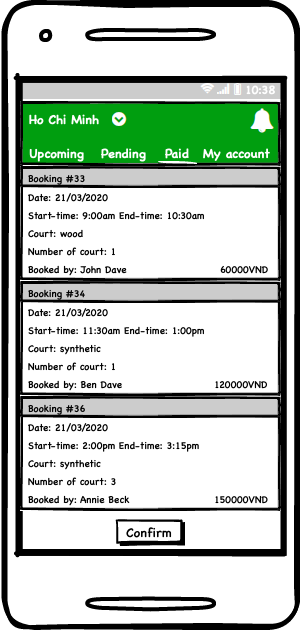 10:38
Ho Chi Minh
Upcoming Pending Paid My account
Booking #33
Date: 21/03/2020
Start-time: 9:00am End-time: 10:30am
Court: wood
Number of court: 1
Booked by: John Dave 60000VND
Booking #34
Date: 21/03/2020
Start-time: 11:30am End-time: 1:00pm
Court: synthetic
Number of court: 1
Booked by: Ben Dave 120000VND
Booking #36
Date: 21/03/2020
Start-time: 2:00pm End-time: 3:15pm
Court: synthetic
Number of court: 3
Booked by: Annie Beck 150000VND
Confirm